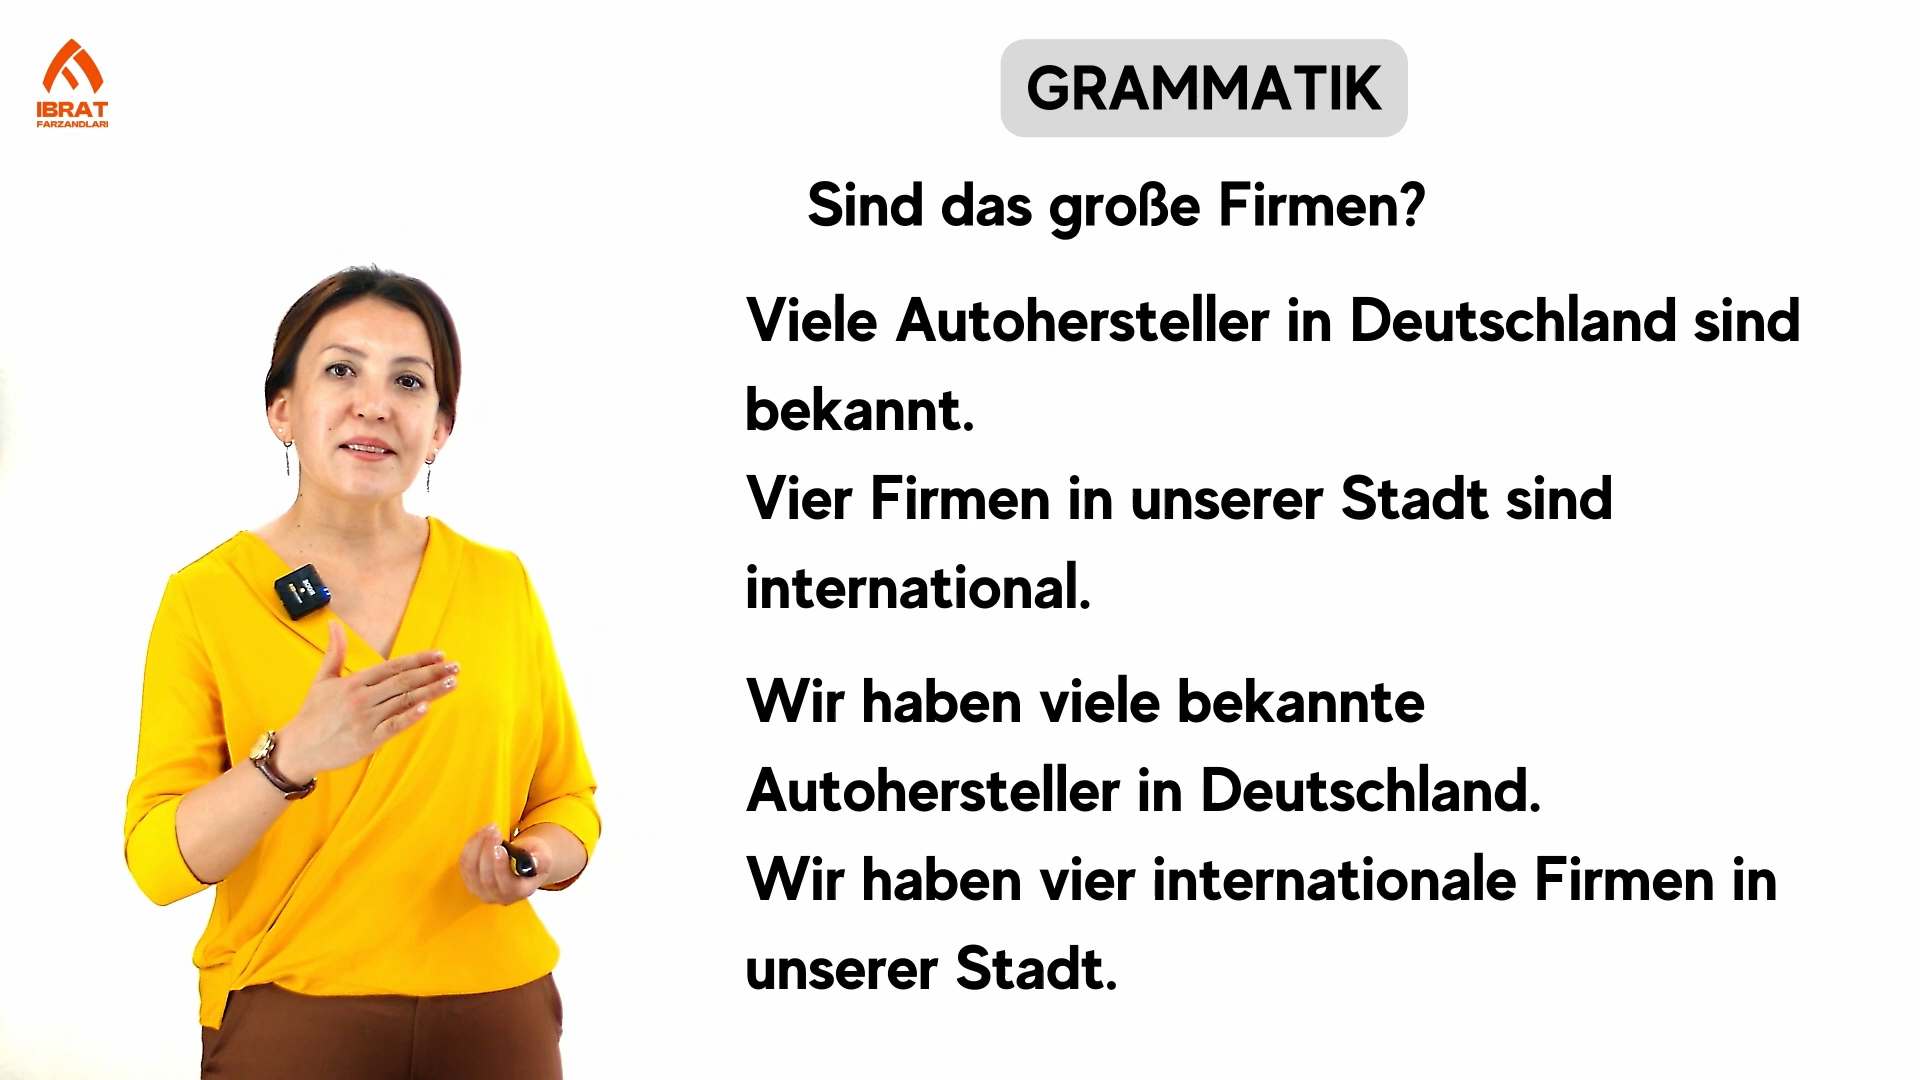 IBRAT
FARZANDLARI
GRAMMATIK
Sind das große Firmen?
Viele Autohersteller in Deutschland sind
bekannt.
Vier Firmen in unserer Stadt sind
international.
Wir haben viele bekannte
Autohersteller in Deutschland.
Wir haben vier internationale Firmen in
unserer Stadt.